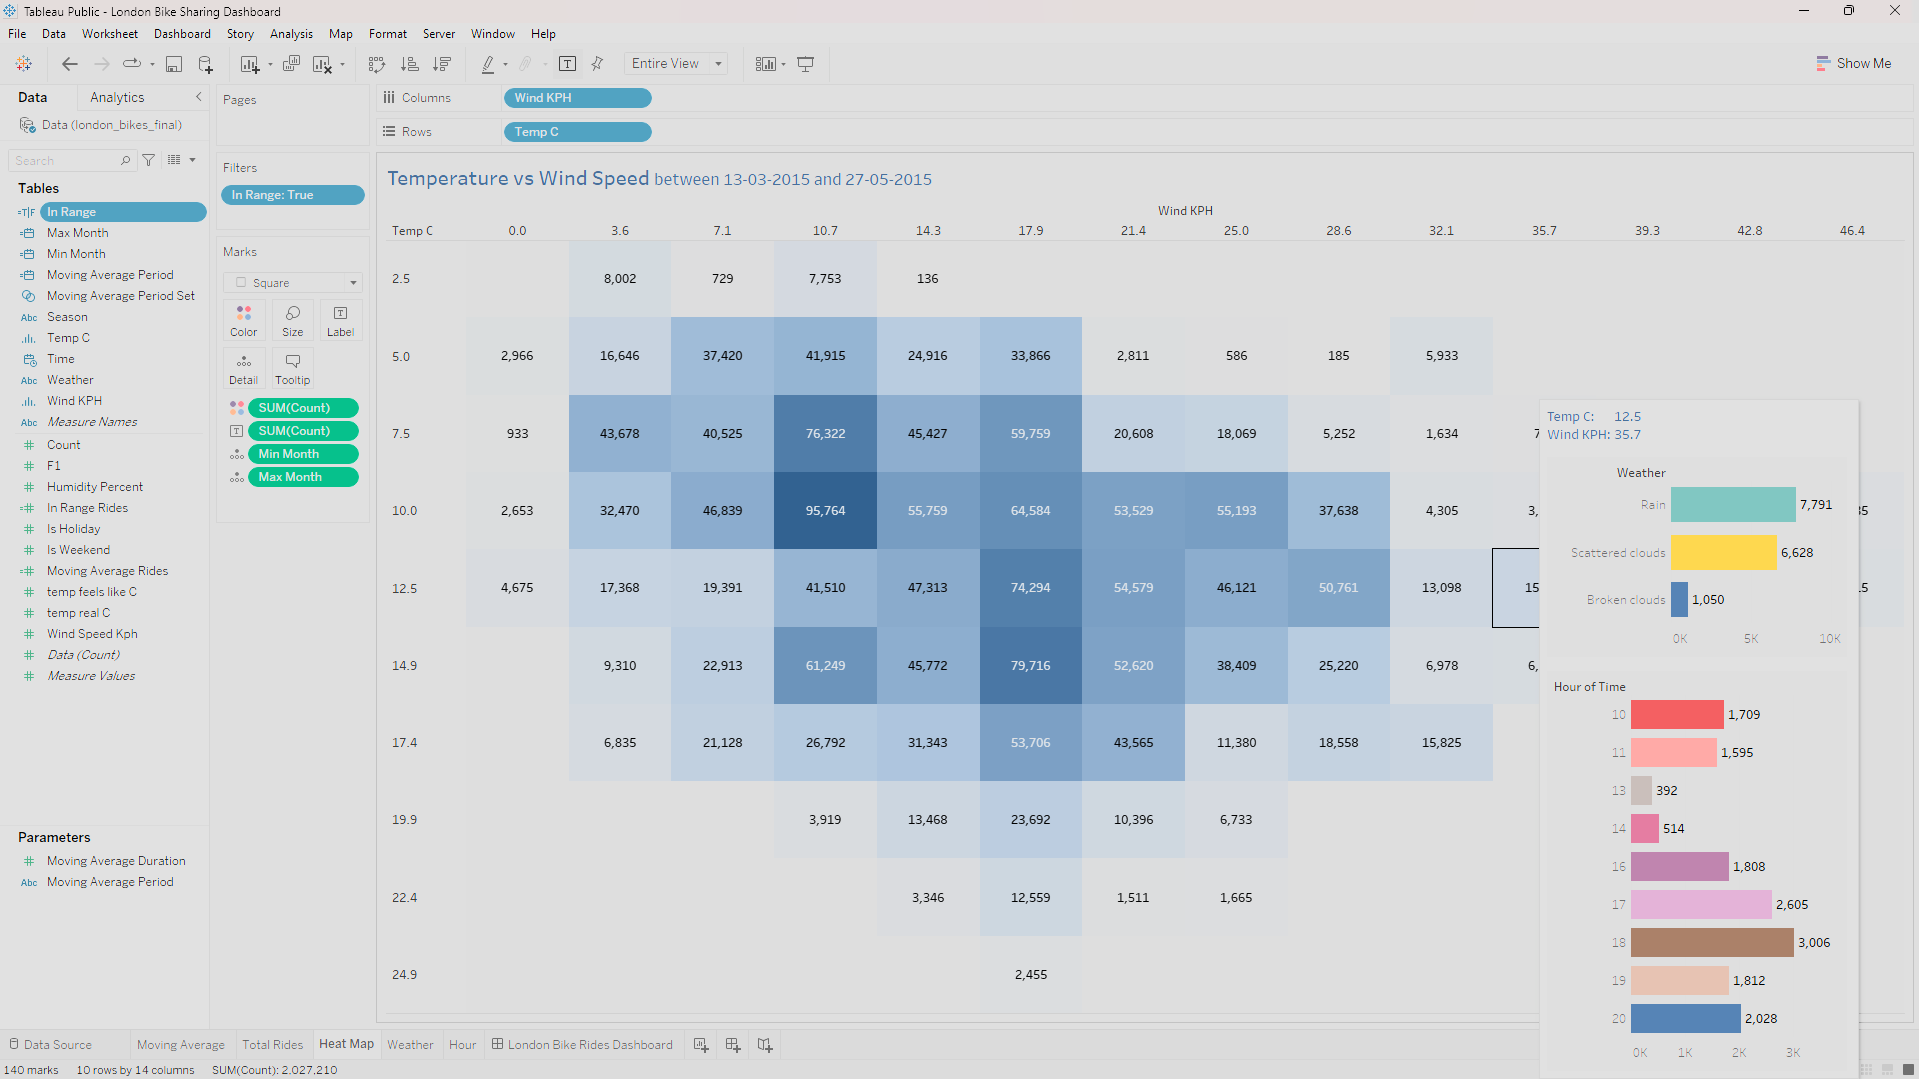 Tableau Public - London Bike Sharing Dashboard
File Data Worksheet Dashboard Story Analysis Map Format Server Window Help
Entire View
Show Me
Data Analytics
Data (london_bikes_final)
Search
Tables
=T|F In Range
Max Month
Min Month
Moving Average Period
Moving Average Period Set
Abc Season
Temp C
Time
Abc Weather
Wind KPH
Abc Measure Names
# Count
# F1
# Humidity Percent
=# In Range Rides
# Is Holiday
# Is Weekend
=# Moving Average Rides
# temp feels like C
# temp real C
# Wind Speed Kph
# Data (Count)
# Measure Values
Parameters
# Moving Average Duration
Abc Moving Average Period
Pages
Filters
In Range: True
Marks
Square
Color Size Label
Detail Tooltip
SUM(Count)
SUM(Count)
Min Month
Max Month
Columns Wind KPH
Rows Temp C
Temperature vs Wind Speed between 13-03-2015 and 27-05-2015
Wind KPH
Temp C 0.0 3.6 7.1 10.7 14.3 17.9 21.4 25.0 28.6 32.1 35.7 39.3 42.8 46.4
2.5 8,002 729 7,753 136
5.0 2,966 16,646 37,420 41,915 24,916 33,866 2,811 586 185 5,933
7.5 933 43,678 40,525 76,322 45,427 59,759 20,608 18,069 5,252 1,634
10.0 2,653 32,470 46,839 95,764 55,759 64,584 53,529 55,193 37,638 4,305 3,
12.5 4,675 17,368 19,391 41,510 47,313 74,294 54,579 46,121 50,761 13,098 15
14.9 9,310 22,913 61,249 45,772 79,716 52,620 38,409 25,220 6,978 6,
17.4 6,835 21,128 26,792 31,343 53,706 43,565 11,380 18,558 15,825
19.9 3,919 13,468 23,692 10,396 6,733
22.4 3,346 12,559 1,511 1,665
24.9 2,455
Temp C: 12.5
Wind KPH: 35.7
Weather
Rain 7,791
Scattered clouds 6,628
Broken clouds 1,050
0K 5K 10K
Hour of Time
10 1,709
11 1,595
13 392
14 514
16 1,808
17 2,605
18 3,006
19 1,812
20 2,028
0K 1K 2K 3K
Data Source Moving Average Total Rides Heat Map Weather Hour London Bike Rides Dashboard
140 marks 10 rows by 14 columns SUM(Count): 2,027,210